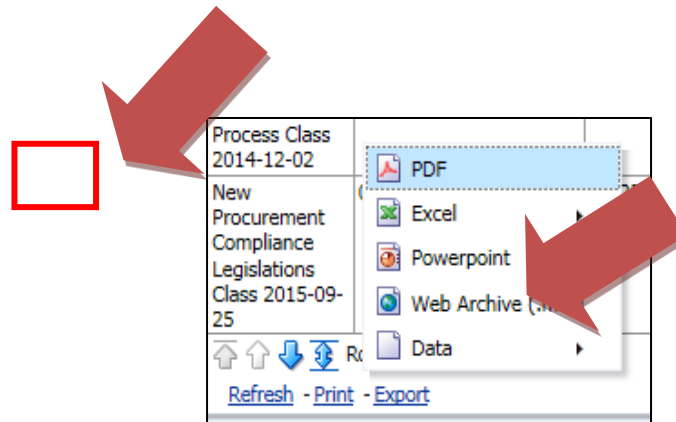 Process Class
2014-12-02
New
Procurement
Compliance
Legislations
Class 2015-09-
25
PDF
Excel
Powerpoint
Web Archive (.m
Data
Refresh - Print - Export